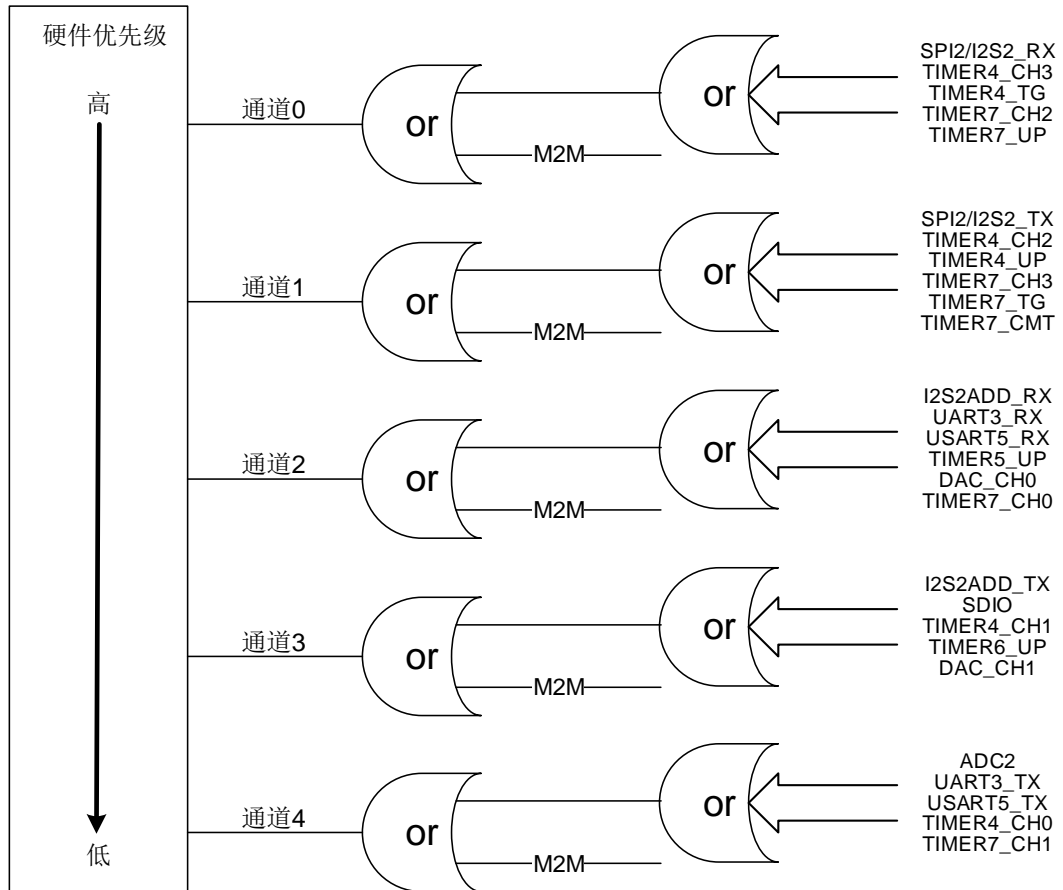 硬件优先级
高
通道0
or
M2M
or
SPI2/I2S2_RX
TIMER4_CH3
TIMER4_TG
TIMER7_CH2
TIMER7_UP
通道1
or
M2M
or
SPI2/I2S2_TX
TIMER4_CH2
TIMER4_UP
TIMER7_CH3
TIMER7_TG
TIMER7_CMT
通道2
or
M2M
or
I2S2ADD_RX
UART3_RX
USART5_RX
TIMER5_UP
DAC_CH0
TIMER7_CH0
通道3
or
M2M
or
I2S2ADD_TX
SDIO
TIMER4_CH1
TIMER6_UP
DAC_CH1
通道4
or
M2M
or
ADC2
UART3_TX
USART5_TX
TIMER4_CH0
TIMER7_CH1
低